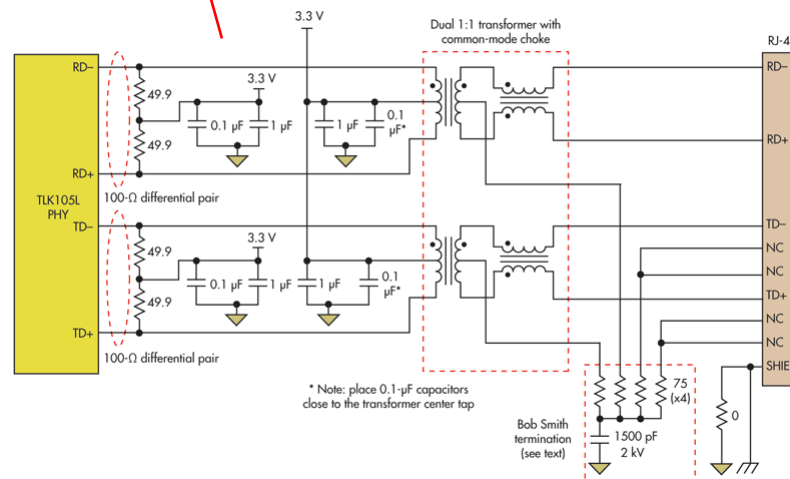 3.3 V
Dual 1:1 transformer with
common-mode choke
RJ-4
RD–
3.3 V
49.9
0.1 µF
1 µF
1 µF
0.1
µF*
RD–
49.9
RD+
RD+
TLK105L
PHY
100-Ω differential pair
TD–
3.3 V
49.9
0.1 µF
1 µF
1 µF
0.1
µF*
TD–
NC
NC
49.9
TD+
TD+
NC
NC
100-Ω differential pair
SHIE
* Note: place 0.1-µF capacitors
close to the transformer center tap
75
(x4)
0
Bob Smith
termination
(see text)
1500 pF
2 kV